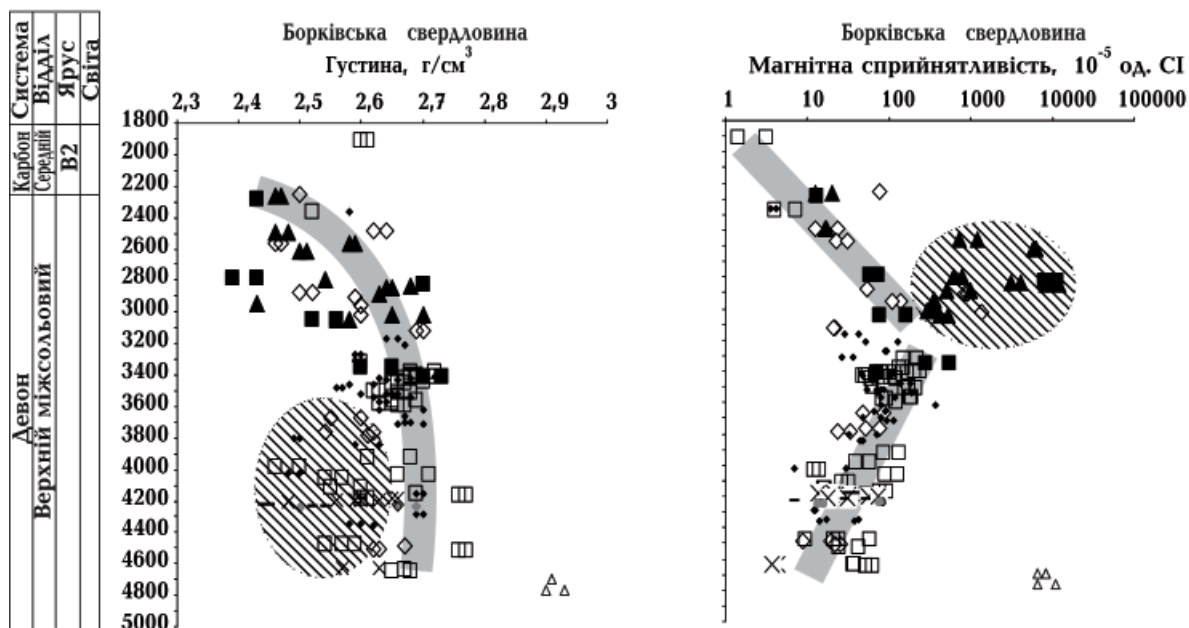 Система
Відділ
Ярус
Світа
Карбон
Середній
B2
Девон
Верхній міжсольовий
Борківська свердловина
Густина, г/см³
2,3 2,4 2,5 2,6 2,7 2,8 2,9 3
1800
2000
2200
2400
2600
2800
3000
3200
3400
3600
3800
4000
4200
4400
4600
4800
5000
Борківська свердловина
Магнітна сприйнятливість, 10⁻⁵ од. СІ
1 10 100 1000 10000 100000